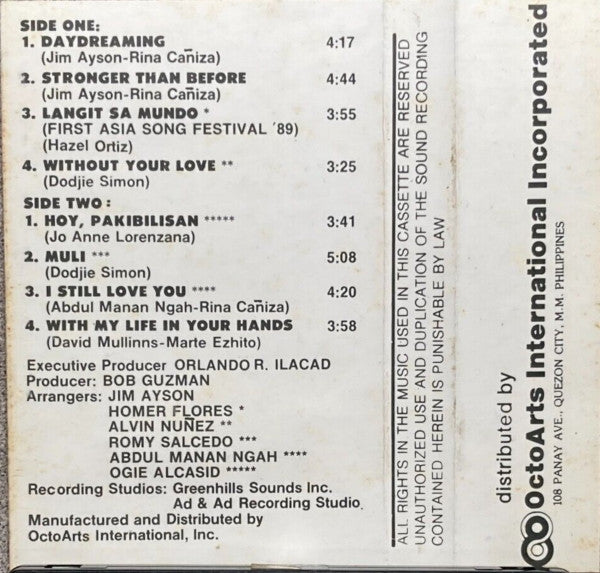 SIDE ONE:
1. DAYDREAMING 4:17
(Jim Ayson-Rina Cañiza)
2. STRONGER THAN BEFORE 4:44
(Jim Ayson-Rina Cañiza)
3. LANGIT SA MUNDO * 3:55
(FIRST ASIA SONG FESTIVAL '89)
(Hazel Ortiz)
4. WITHOUT YOUR LOVE ** 3:25
(Dodjie Simon)
SIDE TWO:
1. HOY, PAKIBILISAN ***** 3:41
(Jo Anne Lorenzana)
2. MULI *** 5:08
(Dodjie Simon)
3. I STILL LOVE YOU **** 4:20
(Abdul Manan Ngah-Rina Cañiza)
4. WITH MY LIFE IN YOUR HANDS 3:58
(David Mullinns-Marte Ezhito)
Executive Producer ORLANDO R. ILACAD
Producer: BOB GUZMAN
Arrangers: JIM AYSON
HOMER FLORES *
ALVIN NUÑEZ **
ROMY SALCEDO ***
ABDUL MANAN NGAH ****
OGIE ALCASID *****
Recording Studios: Greenhills Sounds Inc.
Ad & Ad Recording Studio
Manufactured and Distributed by
OctoArts International, Inc.
ALL RIGHTS IN THE MUSIC USED IN THIS CASSETTE ARE RESERVED
UNAUTHORIZED USE AND DUPLICATION OF THE SOUND RECORDING
CONTAINED HEREIN IS PUNISHABLE BY LAW
distributed by
OctoArts International Incorporated
108 PANAY AVE., QUEZON CITY, M.M. PHILIPPINES